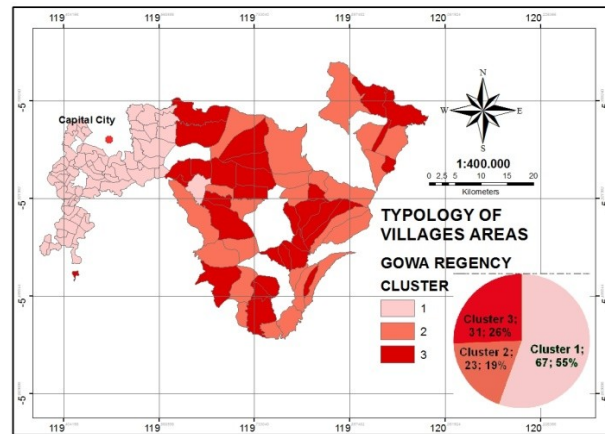 119
119
119
119
120
120
-5
-5
-5
-5
Capital City
N
W
E
S
1:400.000
0 2.5 5 10 15 20
Kilometers
TYPOLOGY OF
VILLAGES AREAS
GOWA REGENCY
CLUSTER
1
2
3
Cluster 3;
31; 26%
Cluster 2;
23; 19%
Cluster 1;
67; 55%
119
119
119
119
120
120